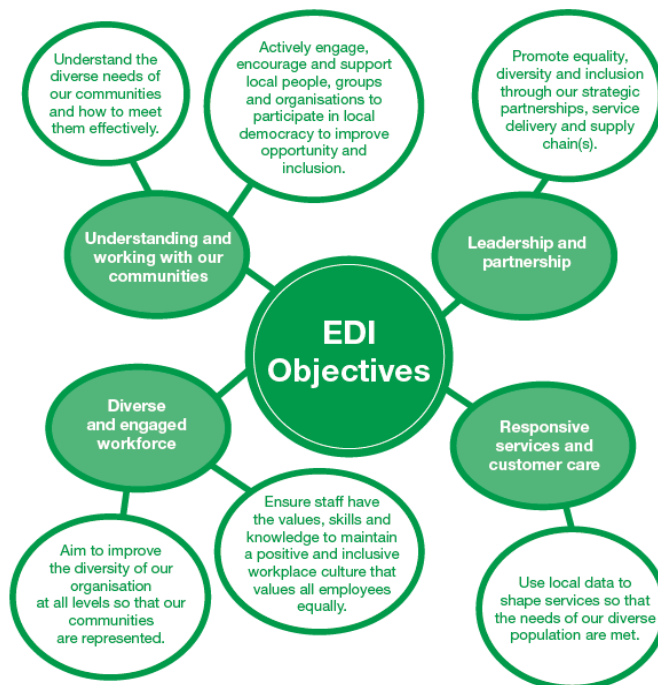 Understand the
diverse needs of
our communities
and how to meet
them effectively.
Actively engage,
encourage and support
local people, groups
and organisations to
participate in local
democracy to improve
opportunity and
inclusion.
Promote equality,
diversity and inclusion
through our strategic
partnerships, service
delivery and supply
chain(s).
Understanding and
working with our
communities
Leadership and
partnership
EDI
Objectives
Diverse
and engaged
workforce
Responsive
services and
customer care
Aim to improve
the diversity of our
organisation
at all levels so that our
communities
are represented.
Ensure staff have
the values, skills and
knowledge to maintain
a positive and inclusive
workplace culture that
values all employees
equally.
Use local data to
shape services so that
the needs of our diverse
population are met.